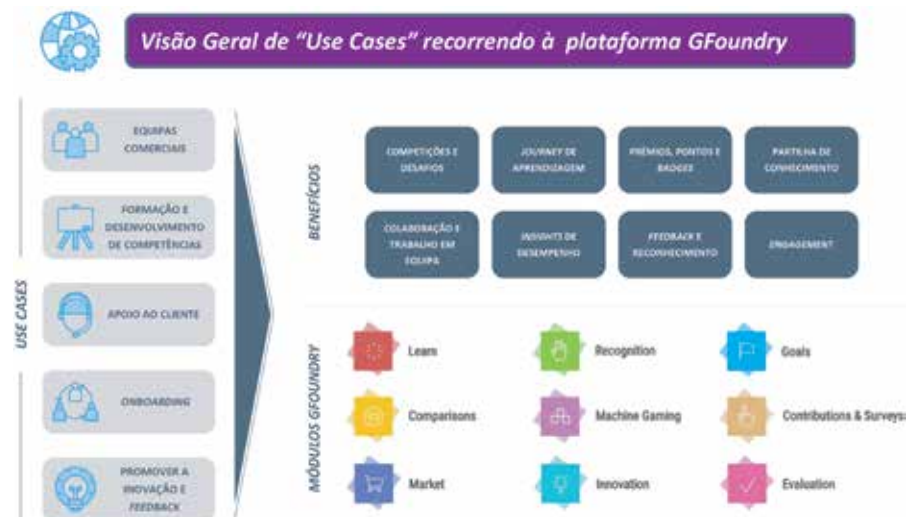 Visão Geral de “Use Cases” recorrendo à plataforma GFoundry
USE CASES
EQUIPAS
COMERCIAIS
FORMAÇÃO E
DESENVOLVIMENTO
DE COMPETÊNCIAS
APOIO AO CLIENTE
ONBOARDING
PROMOVER A
INOVAÇÃO E
FEEDBACK
BENEFÍCIOS
COMPETIÇÕES E
DESAFIOS
JOURNEY DE
APRENDIZAGEM
PRÉMIOS, PONTOS E
BADGES
PARTILHA DE
CONHECIMENTO
COLABORAÇÃO E
TRABALHO EM
EQUIPA
INSIGHTS DE
DESEMPENHO
FEEDBACK E
RECONHECIMENTO
ENGAGEMENT
MÓDULOS GFOUNDRY
Learn
Recognition
Goals
Comparisons
Machine Gaming
Contributions & Surveys
Market
Innovation
Evaluation